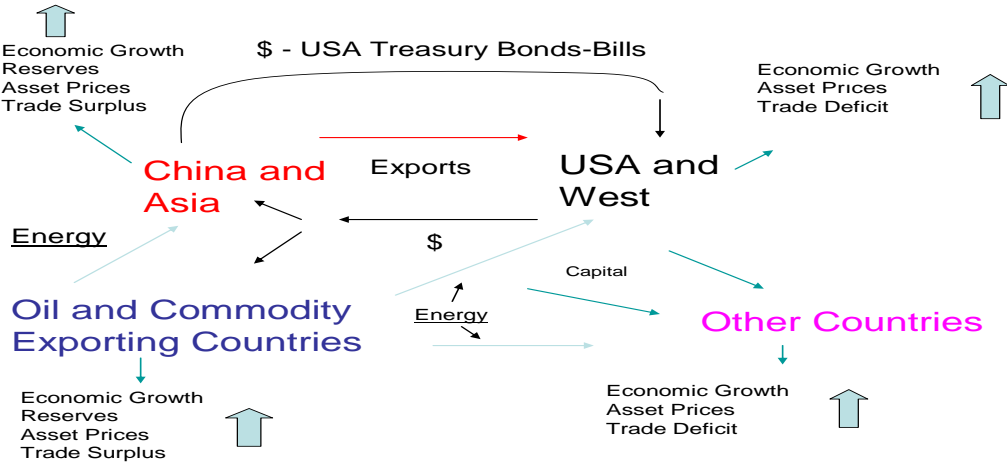 $ - USA Treasury Bonds-Bills
Economic Growth
Reserves
Asset Prices
Trade Surplus
Economic Growth
Asset Prices
Trade Deficit
China and
Asia
Exports
USA and
West
Energy
$
Capital
Oil and Commodity
Exporting Countries
Energy
Other Countries
Economic Growth
Reserves
Asset Prices
Trade Surplus
Economic Growth
Asset Prices
Trade Deficit